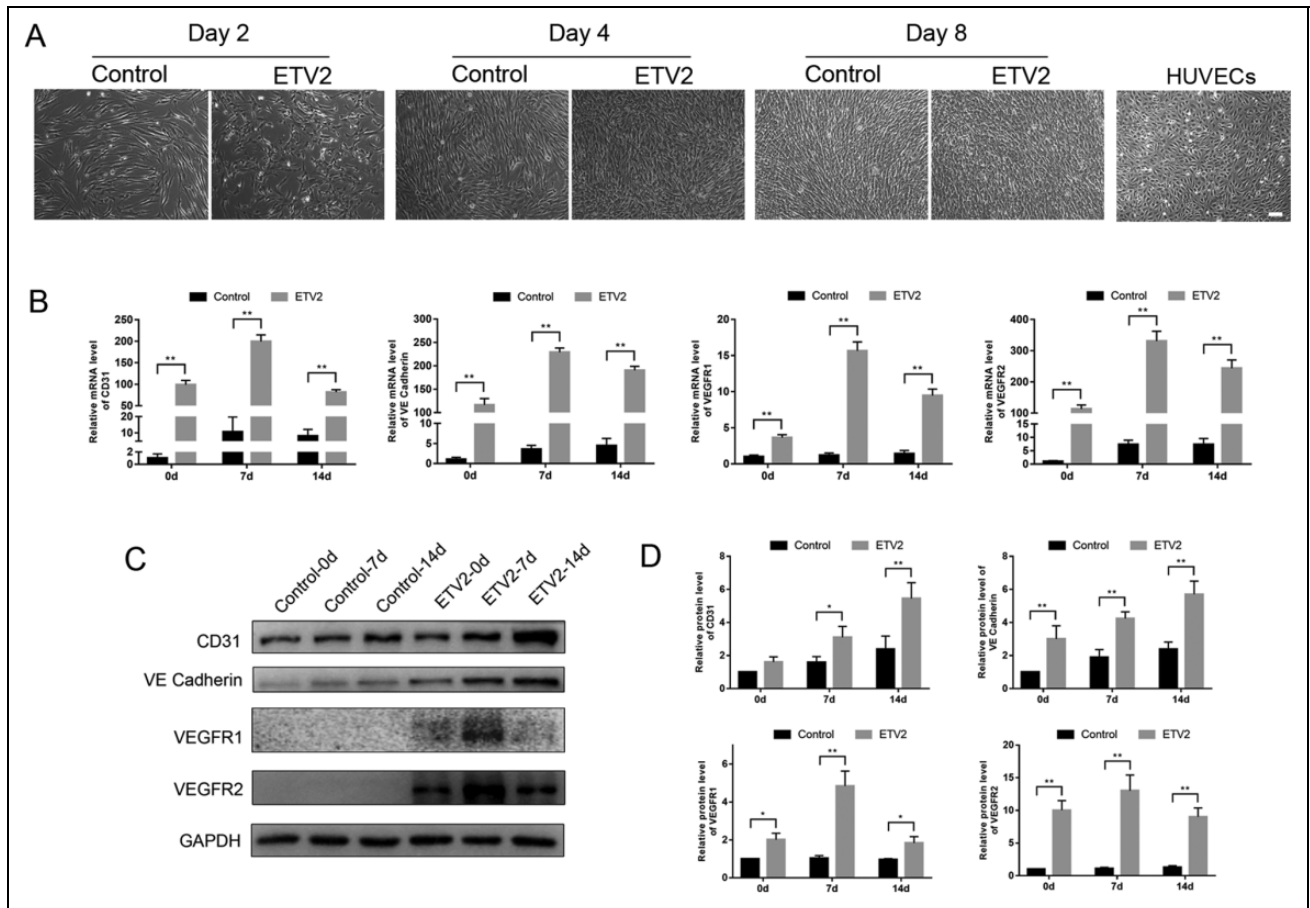 A
Day 2
Day 4
Day 8
Control
ETV2
Control
ETV2
Control
ETV2
HUVECs
B
Control
ETV2
Relative mRNA level
of CD31
250
200
150
100
50
20
10
0
2
0
**
**
**
0d
7d
14d
Control
ETV2
Relative mRNA level
of VE Cadherin
300
250
200
150
100
5
0
**
**
**
0d
7d
14d
Control
ETV2
Relative mRNA level
of VEGFR1
20
15
10
5
0
**
**
**
0d
7d
14d
Control
ETV2
Relative mRNA level
of VEGFR2
400
300
200
100
15
10
5
0
**
**
**
0d
7d
14d
C
Control-0d
Control-7d
Control-14d
ETV2-0d
ETV2-7d
ETV2-14d
CD31
VE Cadherin
VEGFR1
VEGFR2
GAPDH
D
Control
ETV2
Relative protein level
of CD31
8
6
4
2
0
*
**
0d
7d
14d
Control
ETV2
Relative protein level of
VE Cadherin
8
6
4
2
0
**
**
**
0d
7d
14d
Control
ETV2
Relative protein level
of VEGFR1
6
4
2
0
*
**
*
0d
7d
14d
Control
ETV2
Relative protein level
of VEGFR2
20
15
10
5
0
**
**
**
0d
7d
14d